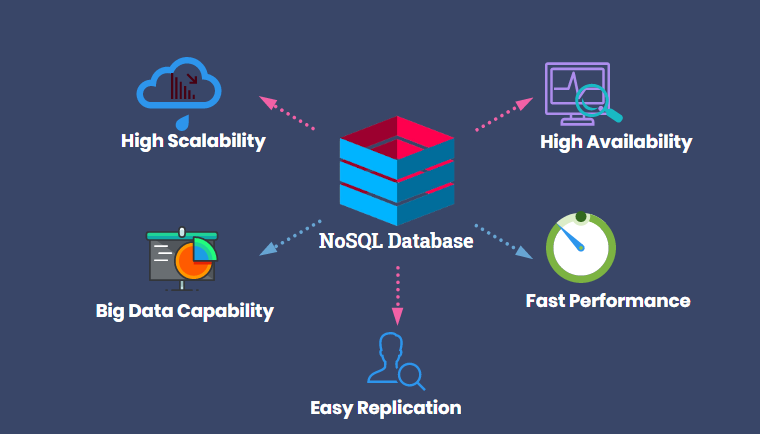 High Scalability
High Availability
NoSQL Database
Big Data Capability
Fast Performance
Easy Replication